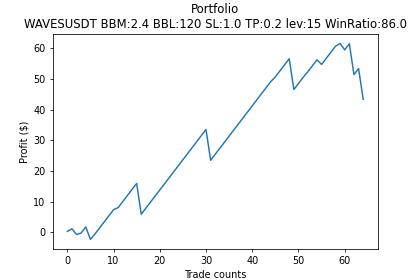 Portfolio
WAVESUSDT BBM:2.4 BBL:120 SL:1.0 TP:0.2 lev:15 WinRatio:86.0
60
50
40
30
20
10
0
Profit ($)
0 10 20 30 40 50 60
Trade counts